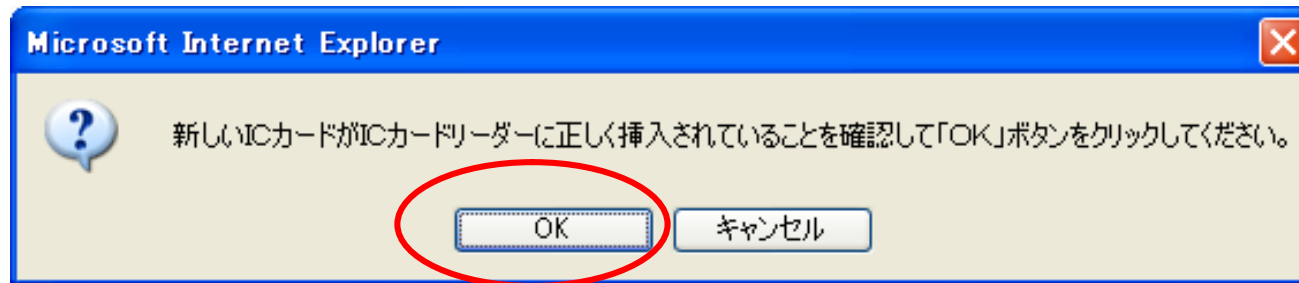 Microsoft Internet Explorer
新しいICカードがICカードリーダーに正しく挿入されていることを確認して「OK」ボタンをクリックしてください。
OK
キャンセル